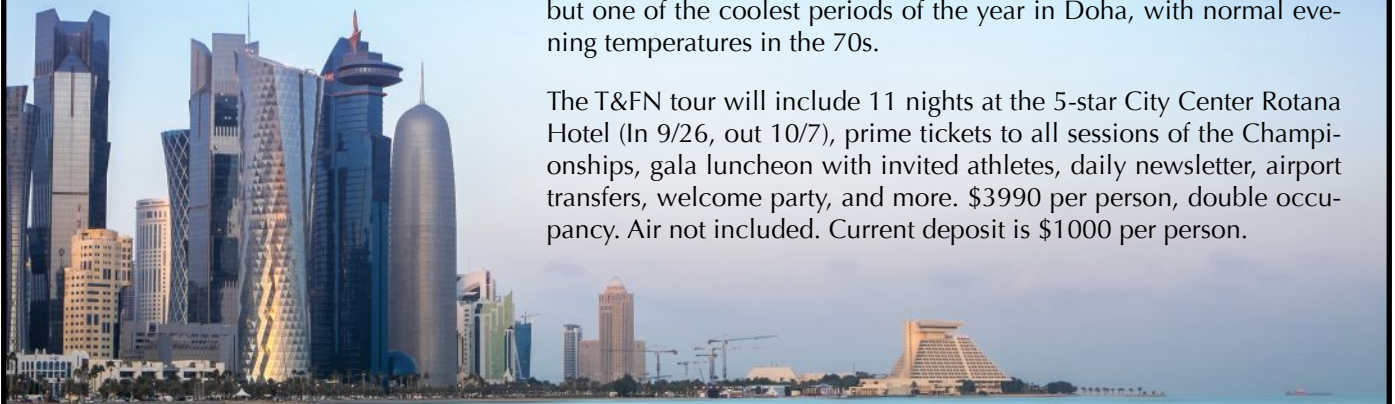 but one of the coolest periods of the year in Doha, with normal eve-
ning temperatures in the 70s.
The T&FN tour will include 11 nights at the 5-star City Center Rotana
Hotel (In 9/26, out 10/7), prime tickets to all sessions of the Champi-
onships, gala luncheon with invited athletes, daily newsletter, airport
transfers, welcome party, and more. $3990 per person, double occu-
pancy. Air not included. Current deposit is $1000 per person.